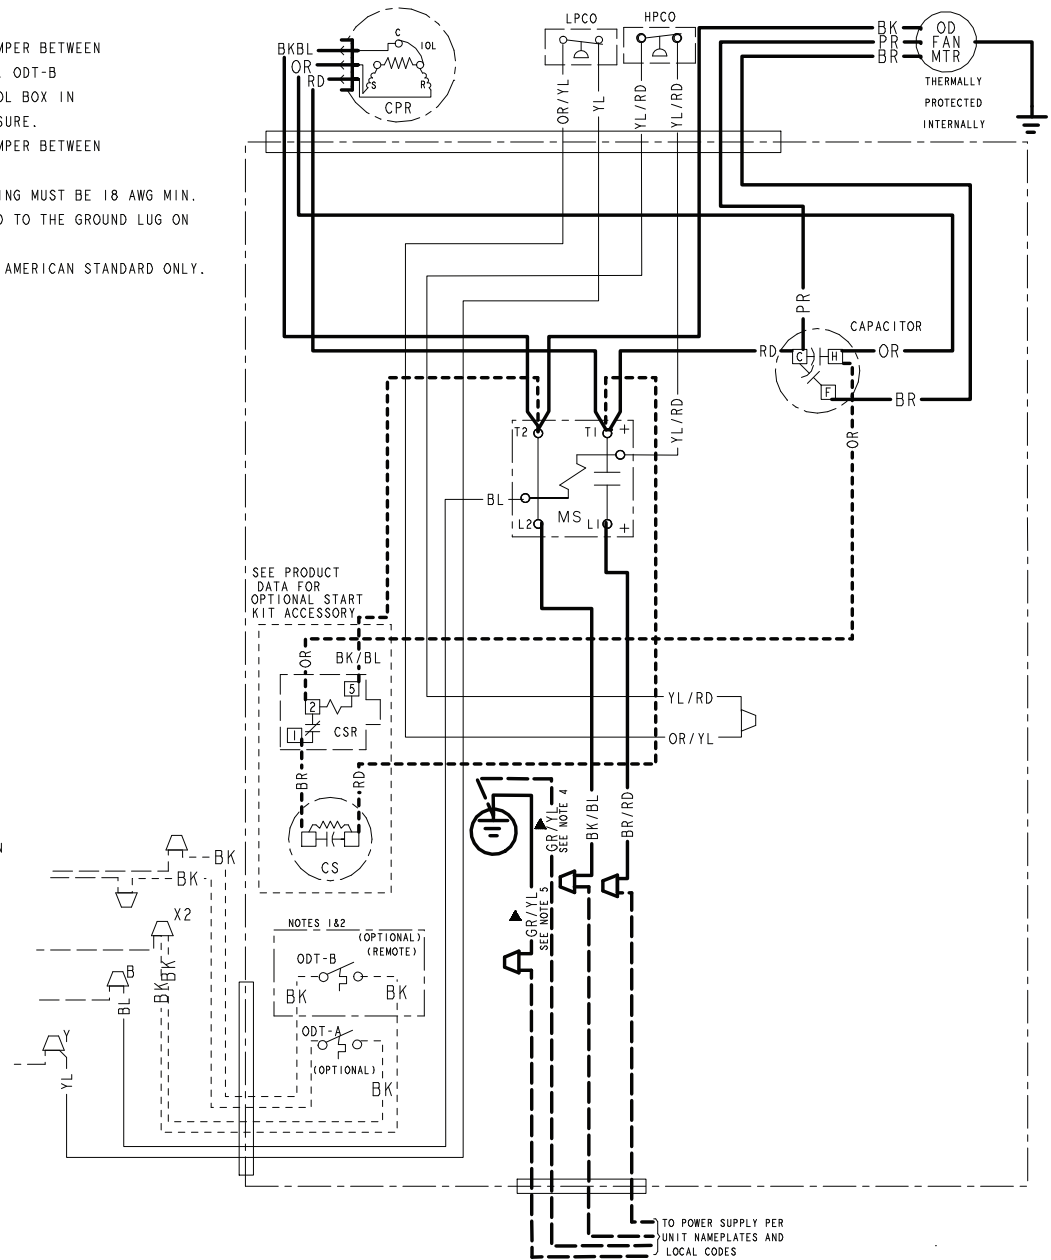 MPER BETWEEN
. ODT-B
OL BOX IN
SURE.
MPER BETWEEN
ING MUST BE 18 AWG MIN.
D TO THE GROUND LUG ON
AMERICAN STANDARD ONLY.
BKBL
OR
RD
C
IOL
S
R
CPR
LPCO
HPCO
OR/YL
YL
YL/RD
YL/RD
BK
PR
BR
OD
FAN
MTR
THERMALLY
PROTECTED
INTERNALLY
PR
CAPACITOR
RD
C
H
OR
F
BR
OR
YL/RD
T2
T1
+
BL
MS
L2
L1
+
SEE PRODUCT
DATA FOR
OPTIONAL START
KIT ACCESSORY
OR
BK/BL
5
2
1
CSR
BR
RD
CS
YL/RD
OR/YL
GR/YL
SEE NOTE 4
BK/BL
BR/RD
GR/YL
SEE NOTE 5
N
BK
BK
X2
BK
BK
B
BL
Y
YL
NOTES 1&2
(OPTIONAL)
(REMOTE)
ODT-B
BK
BK
ODT-A
(OPTIONAL)
BK
TO POWER SUPPLY PER
UNIT NAMEPLATES AND
LOCAL CODES